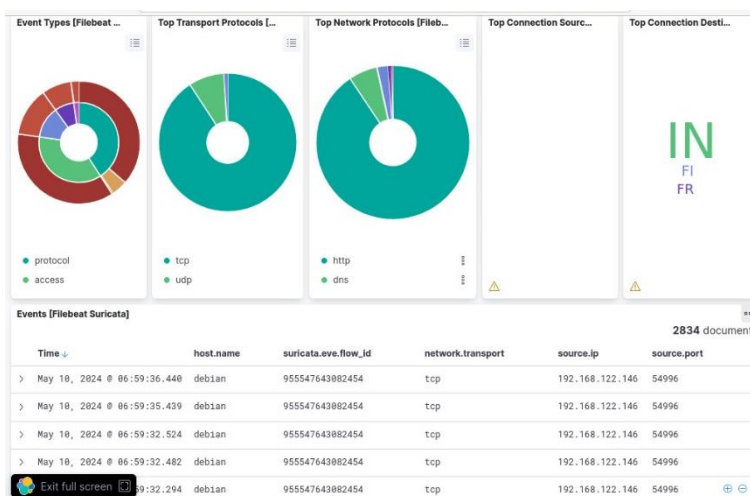 Event Types [Filebeat ...
Top Transport Protocols [...
Top Network Protocols [Fileb...
Top Connection Sourc...
Top Connection Desti...
IN
FI
FR
protocol
access
tcp
udp
http
dns
Events [Filebeat Suricata]
2834 document
Time host.name suricata.eve.flow_id network.transport source.ip source.port
May 10, 2024 @ 06:59:36.440 debian 955547643082454 tcp 192.168.122.146 54996
May 10, 2024 @ 06:59:35.439 debian 955547643082454 tcp 192.168.122.146 54996
May 10, 2024 @ 06:59:32.524 debian 955547643082454 tcp 192.168.122.146 54996
May 10, 2024 @ 06:59:32.482 debian 955547643082454 tcp 192.168.122.146 54996
Exit full screen 9:32.294 debian 955547643082454 tcp 192.168.122.146 54996